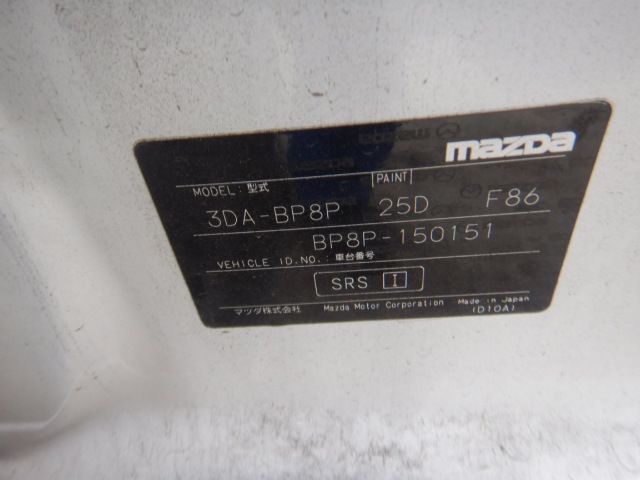 mazda
MODEL: 型式 PAINT
3DA-BP8P 25D F86
BP8P-150151
VEHICLE ID.NO.: 車台番号
SRS I
マツダ株式会社 Mazda Motor Corporation Made in Japan
(D10A)